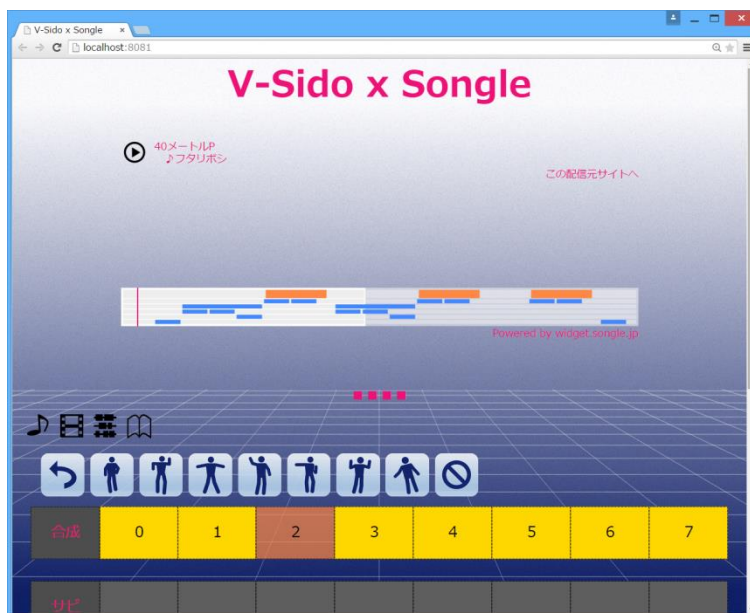 V-Sido x Songle
localhost:8081
V-Sido x Songle
40メートルP
♪フタリボシ
この配信元サイトへ
Powered by widget.songle.jp
合成 0 1 2 3 4 5 6 7
リピ